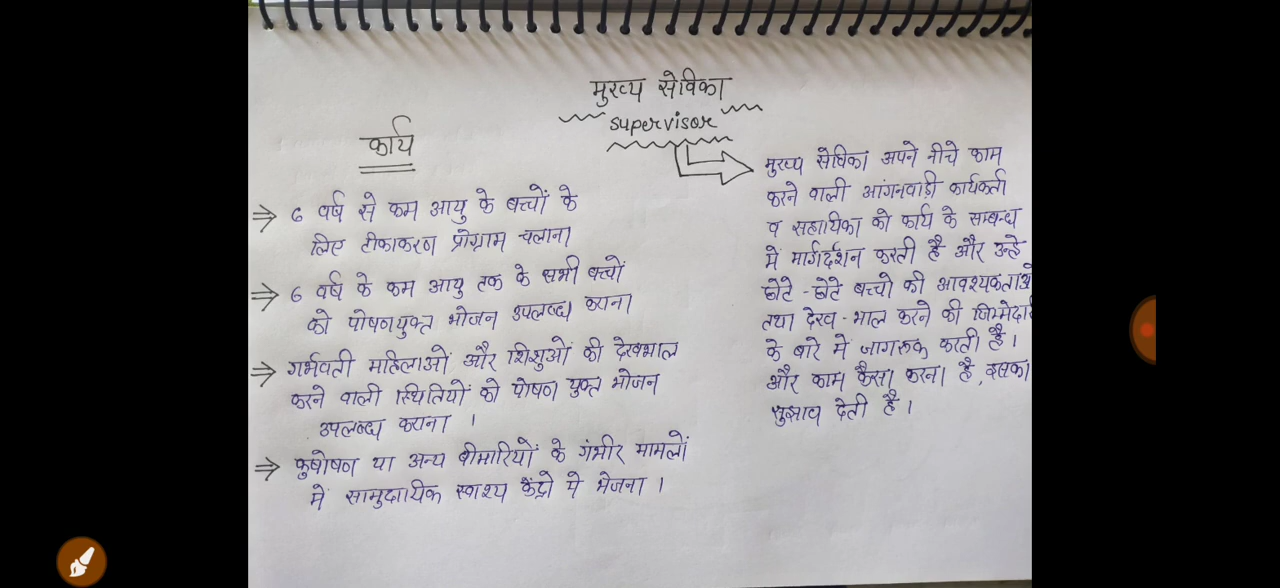 मुख्य सेविका
supervisor
कार्य
⇒ 6 वर्ष से कम आयु के बच्चों के
लिए टीकाकरण प्रोग्राम चलाना
⇒ 6 वर्ष के कम आयु तक के सभी बच्चों
को पोषणयुक्त भोजन उपलब्ध कराना
⇒ गर्भवती महिलाओं और शिशुओं की देखभाल
करने वाली स्थितियों को पोषण युक्त भोजन
उपलब्ध कराना ।
⇒ कुषोषण या अन्य बीमारियों के गंभीर मामलों
में सामुदायिक स्वाश्य केंद्रो मे भेजना ।
मुख्य सेविका अपने नीचे काम
करने वाली आंगनवाड़ी कार्यकर्ता
व सहायिका को कार्य के सम्बन्ध
में मार्गदर्शन करती है और उन्हे
छोटे - छोटे बच्चो की आवश्यकताओ
तथा देख - भाल करने की जिम्मेदारी
के बारे में जागरूक करती है ।
और काम कैसा करना है, इसका
सुझाव देती है ।